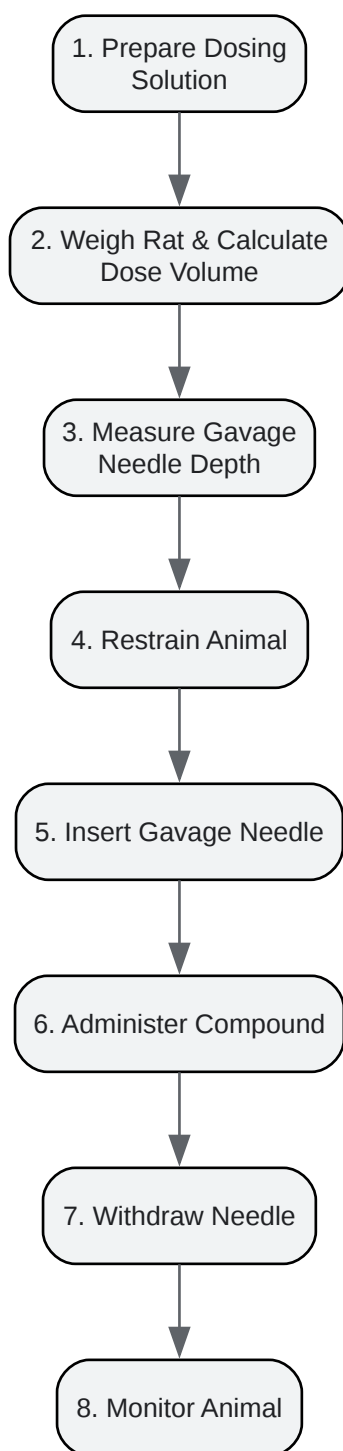 1. Prepare Dosing
Solution
2. Weigh Rat & Calculate
Dose Volume
3. Measure Gavage
Needle Depth
4. Restrain Animal
5. Insert Gavage Needle
6. Administer Compound
7. Withdraw Needle
8. Monitor Animal